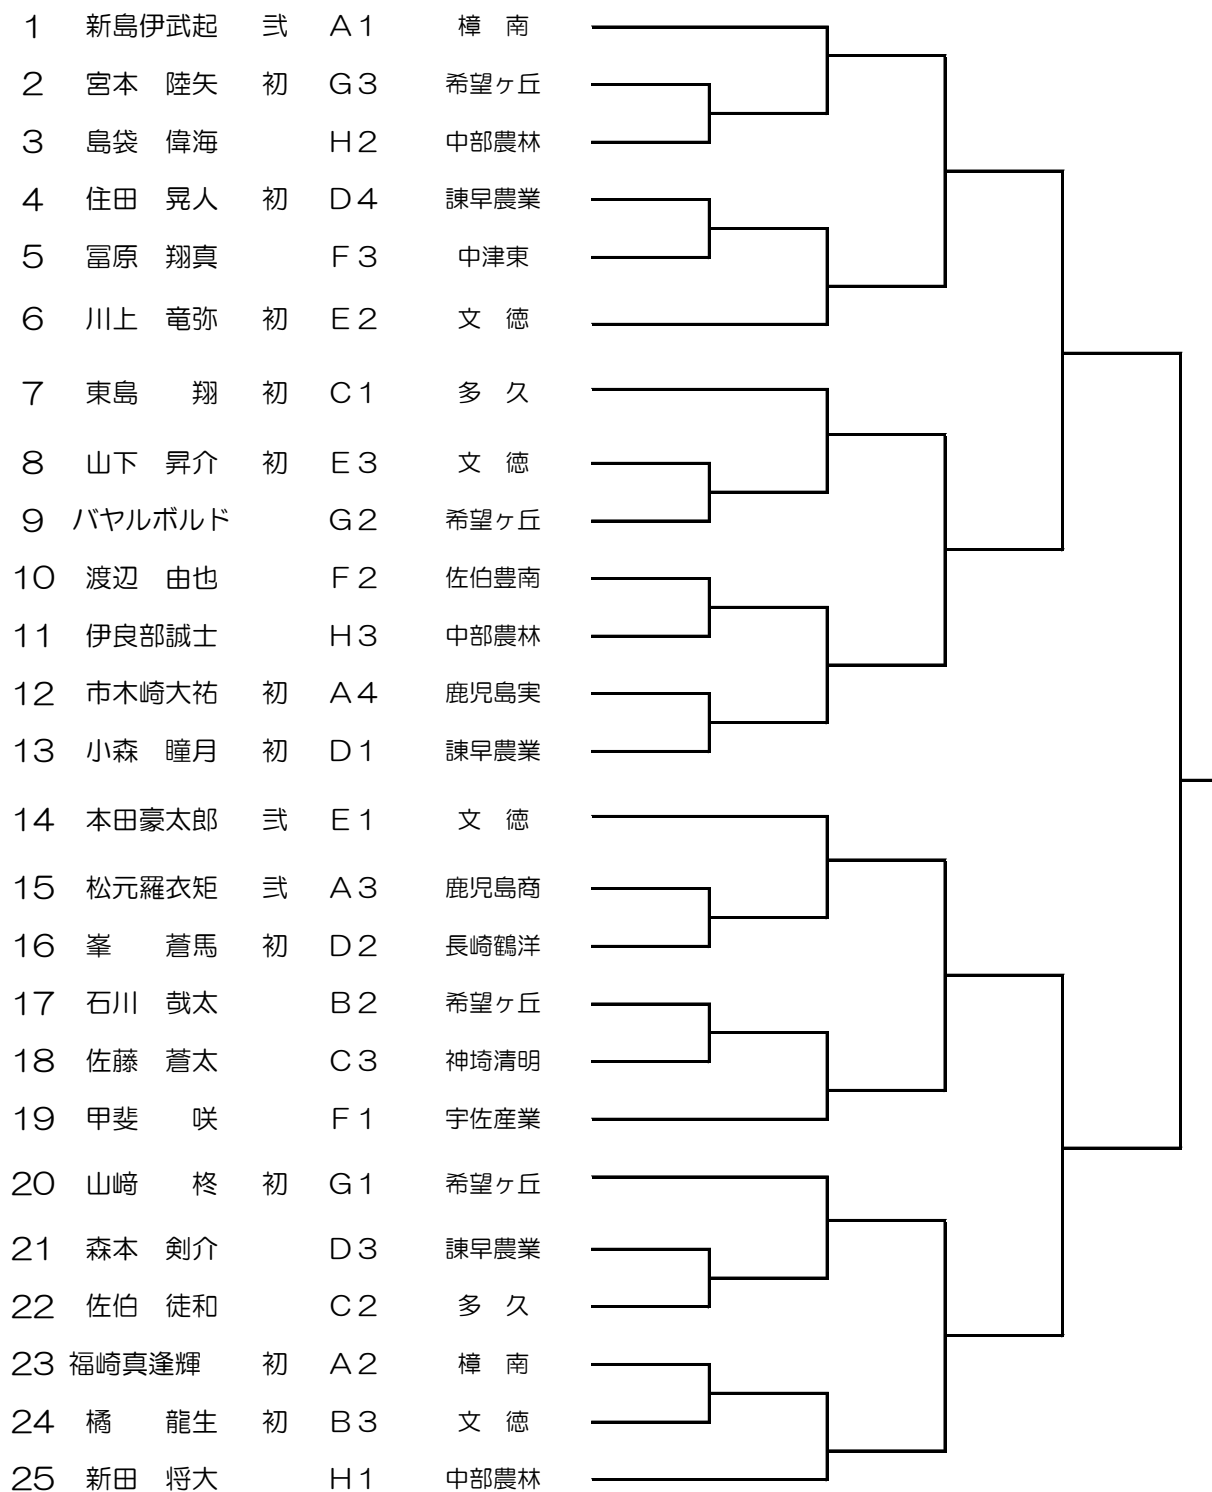 1 新島伊武起 弐 A1 樟 南
2 宮本 陸矢 初 G3 希望ヶ丘
3 島袋 偉海 H2 中部農林
4 住田 晃人 初 D4 諫早農業
5 冨原 翔真 F3 中津東
6 川上 竜弥 初 E2 文 徳
7 東島 翔 初 C1 多 久
8 山下 昇介 初 E3 文 徳
9 バヤルボルド G2 希望ヶ丘
10 渡辺 由也 F2 佐伯豊南
11 伊良部誠士 H3 中部農林
12 市木崎大祐 初 A4 鹿児島実
13 小森 瞳月 初 D1 諫早農業
14 本田豪太郎 弐 E1 文 徳
15 松元羅衣矩 弐 A3 鹿児島商
16 峯 蒼馬 初 D2 長崎鶴洋
17 石川 哉太 B2 希望ヶ丘
18 佐藤 蒼太 C3 神埼清明
19 甲斐 咲 F1 宇佐産業
20 山﨑 柊 初 G1 希望ヶ丘
21 森本 剣介 D3 諫早農業
22 佐伯 徒和 C2 多 久
23 福崎真逢輝 初 A2 樟 南
24 橘 龍生 初 B3 文 徳
25 新田 将大 H1 中部農林